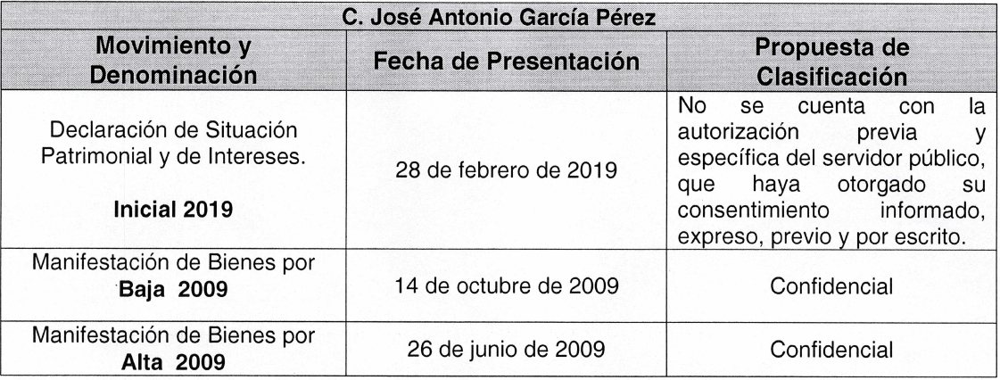 C. José Antonio García Pérez
Movimiento y
Denominación
Fecha de Presentación
Propuesta de
Clasificación
Declaración de Situación
Patrimonial y de Intereses.
Inicial 2019
28 de febrero de 2019
No se cuenta con la
autorización previa y
específica del servidor público,
que haya otorgado su
consentimiento informado,
expreso, previo y por escrito.
Manifestación de Bienes por
Baja 2009
14 de octubre de 2009
Confidencial
Manifestación de Bienes por
Alta 2009
26 de junio de 2009
Confidencial